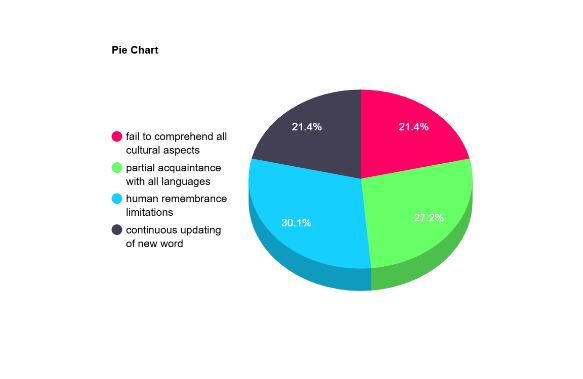 Pie Chart
fail to comprehend all
cultural aspects
partial acquaintance
with all languages
human remembrance
limitations
continuous updating
of new word
21.4%
21.4%
30.1%
27.2%